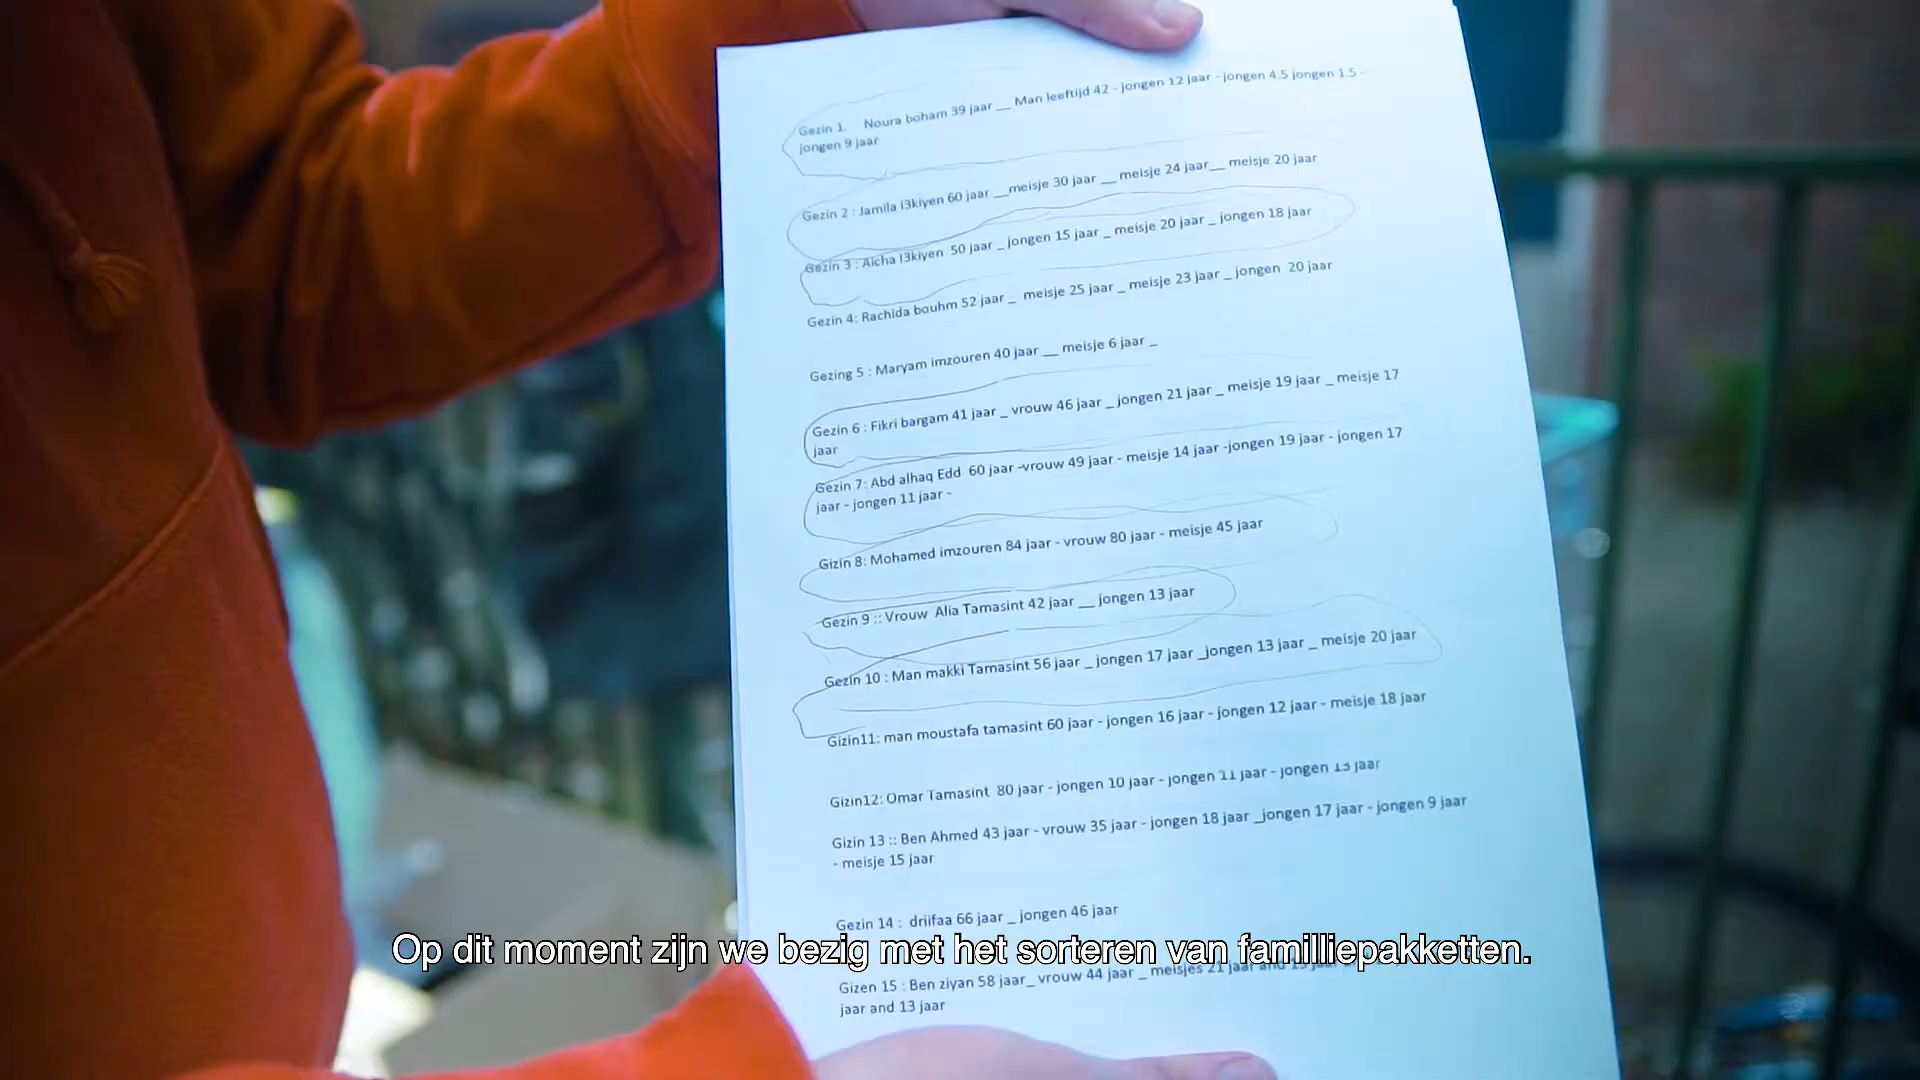 Gezin 1. Noura boham 39 jaar __ Man leeftijd 42 - jongen 12 jaar - jongen 4.5 jongen 1.5 -
jongen 9 jaar
Gezin 2 : Jamila i3kiyen 60 jaar __meisje 30 jaar __ meisje 24 jaar__ meisje 20 jaar
Gezin 3 : Aicha I3kiyen 50 jaar _ jongen 15 jaar _ meisje 20 jaar _ jongen 18 jaar
Gezin 4: Rachida bouhm 52 jaar _ meisje 25 jaar _ meisje 23 jaar _ jongen 20 jaar
Gezing 5 : Maryam imzouren 40 jaar __ meisje 6 jaar _
Gezin 6 : Fikri bargam 41 jaar _ vrouw 46 jaar _ jongen 21 jaar _ meisje 19 jaar _ meisje 17
jaar
Gezin 7: Abd alhaq Edd 60 jaar -vrouw 49 jaar - meisje 14 jaar -jongen 19 jaar - jongen 17
jaar - jongen 11 jaar -
Gizin 8: Mohamed imzouren 84 jaar - vrouw 80 jaar - meisje 45 jaar
Gezin 9 :: Vrouw Alia Tamasint 42 jaar __ jongen 13 jaar
Gezin 10 : Man makki Tamasint 56 jaar _ jongen 17 jaar _jongen 13 jaar _ meisje 20 jaar
Gizin11: man moustafa tamasint 60 jaar - jongen 16 jaar - jongen 12 jaar - meisje 18 jaar
Gizin12: Omar Tamasint 80 jaar - jongen 10 jaar - jongen 11 jaar - jongen 13 jaar
Gizin 13 :: Ben Ahmed 43 jaar - vrouw 35 jaar - jongen 18 jaar _jongen 17 jaar - jongen 9 jaar
- meisje 15 jaar
Gezin 14 : driifaa 66 jaar _ jongen 46 jaar
Op dit moment zijn we bezig met het sorteren van familliepakketten.
Gizen 15 : Ben ziyan 58 jaar_ vrouw 44 jaar _ meisjes 21 jaar and
jaar and 13 jaar